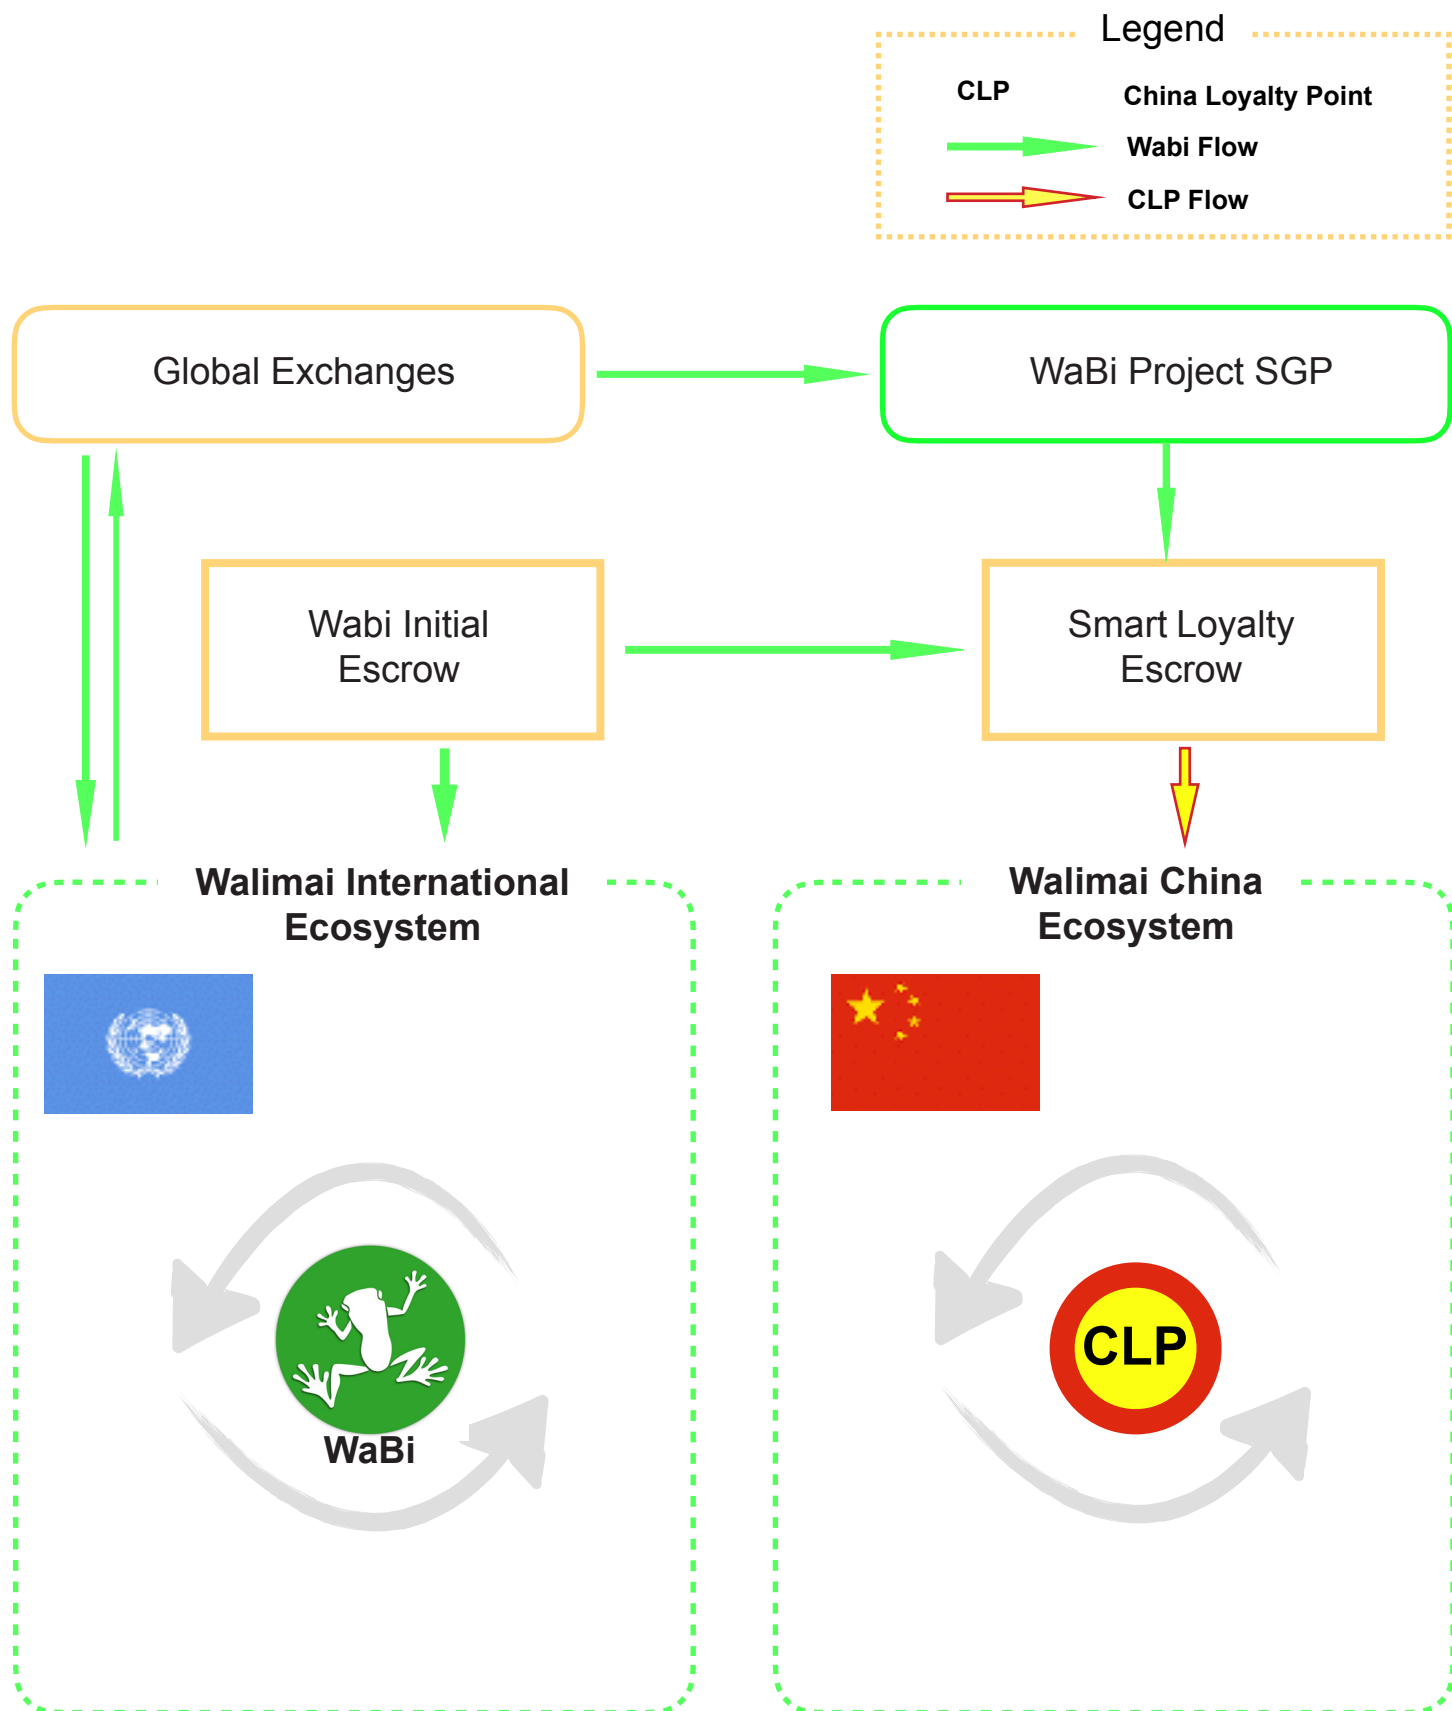 Legend
CLP China Loyalty Point
Wabi Flow
CLP Flow
Global Exchanges
WaBi Project SGP
Wabi Initial
Escrow
Smart Loyalty
Escrow
Walimai International
Ecosystem
Walimai China
Ecosystem
WaBi
CLP